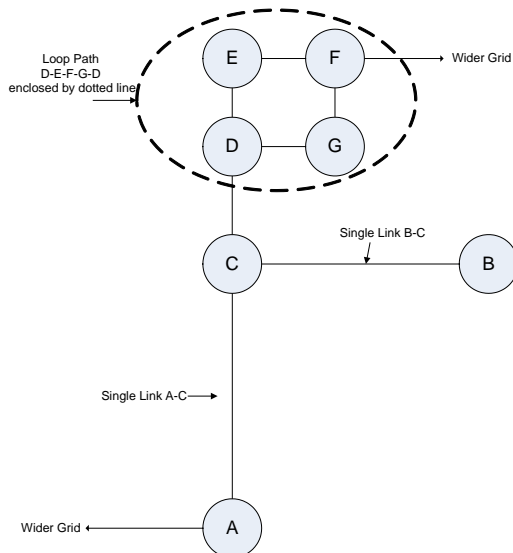 Loop Path
D-E-F-G-D
enclosed by dotted line
E
F
Wider Grid
D
G
Single Link B-C
C
B
Single Link A-C
Wider Grid
A